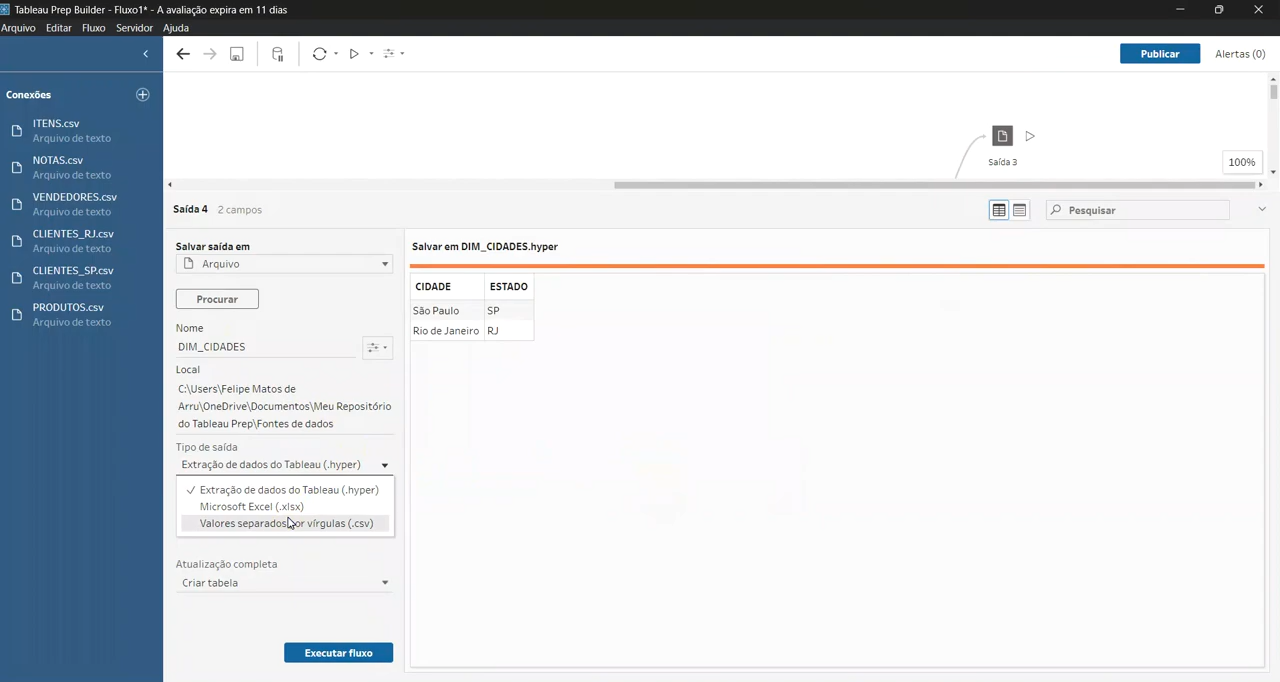 Tableau Prep Builder - Fluxo1* - A avaliação expira em 11 dias
Arquivo Editar Fluxo Servidor Ajuda
Publicar Alertas (0)
Conexões
ITENS.csv
Arquivo de texto
NOTAS.csv
Arquivo de texto
VENDEDORES.csv
Arquivo de texto
CLIENTES_RJ.csv
Arquivo de texto
CLIENTES_SP.csv
Arquivo de texto
PRODUTOS.csv
Arquivo de texto
Saída 3
100%
Saída 4 2 campos
Pesquisar
Salvar saída em
Arquivo
Procurar
Nome
DIM_CIDADES
Local
C:\Users\Felipe Matos de
Arru\OneDrive\Documentos\Meu Repositório
do Tableau Prep\Fontes de dados
Tipo de saída
Extração de dados do Tableau (.hyper)
Extração de dados do Tableau (.hyper)
Microsoft Excel (.xlsx)
Valores separados por vírgulas (.csv)
Atualização completa
Criar tabela
Executar fluxo
Salvar em DIM_CIDADES.hyper
CIDADE ESTADO
São Paulo SP
Rio de Janeiro RJ